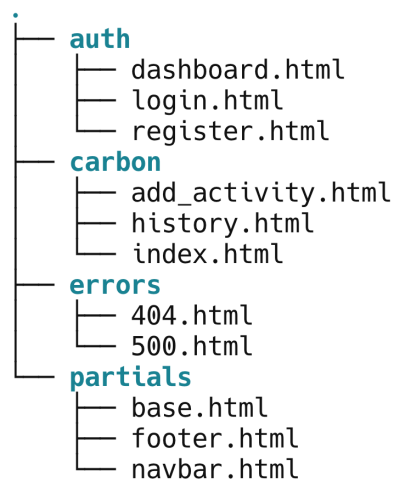 .
├── auth
│   ├── dashboard.html
│   ├── login.html
│   └── register.html
├── carbon
│   ├── add_activity.html
│   ├── history.html
│   └── index.html
├── errors
│   ├── 404.html
│   └── 500.html
└── partials
    ├── base.html
    ├── footer.html
    └── navbar.html